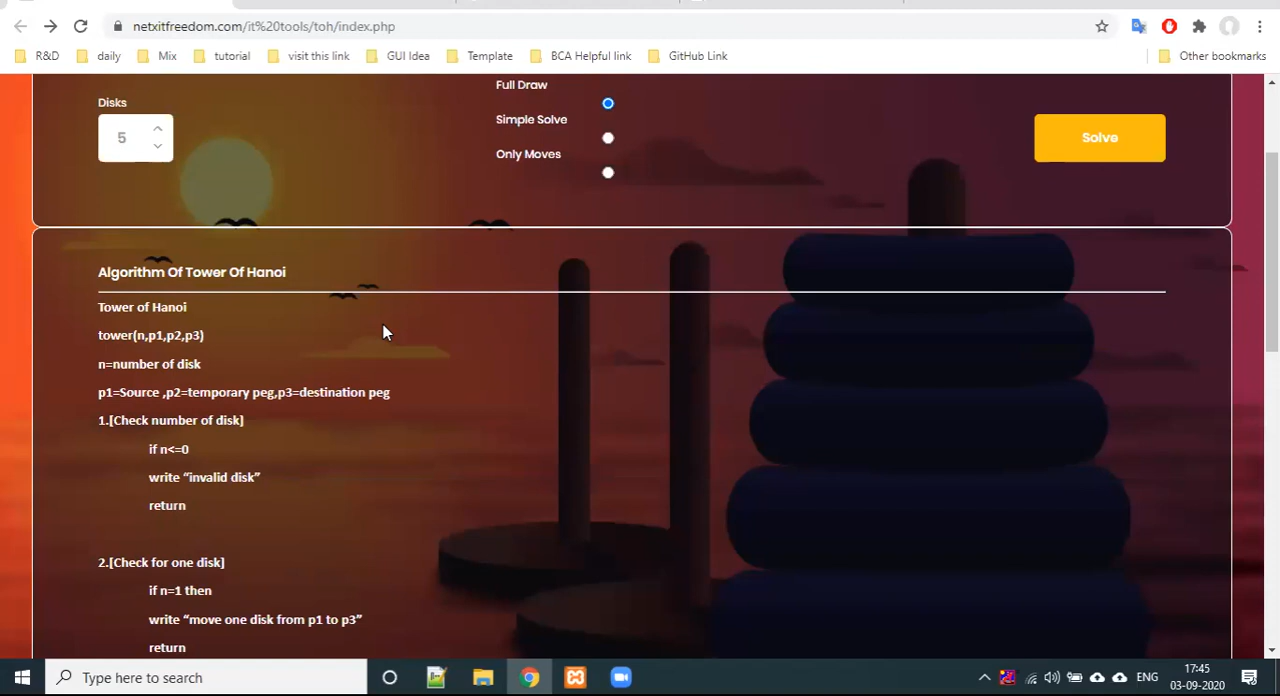 netxitfreedom.com/it%20tools/toh/index.php
R&D daily Mix tutorial visit this link GUI Idea Template BCA Helpful link GitHub Link Other bookmarks
Full Draw
Disks
Simple Solve
5
Solve
Only Moves
Algorithm Of Tower Of Hanoi
Tower of Hanoi
tower(n,p1,p2,p3)
n=number of disk
p1=Source ,p2=temporary peg,p3=destination peg
1.[Check number of disk]
if n<=0
write “invalid disk”
return
2.[Check for one disk]
if n=1 then
write “move one disk from p1 to p3”
return
Type here to search
ENG
17:45
03-09-2020